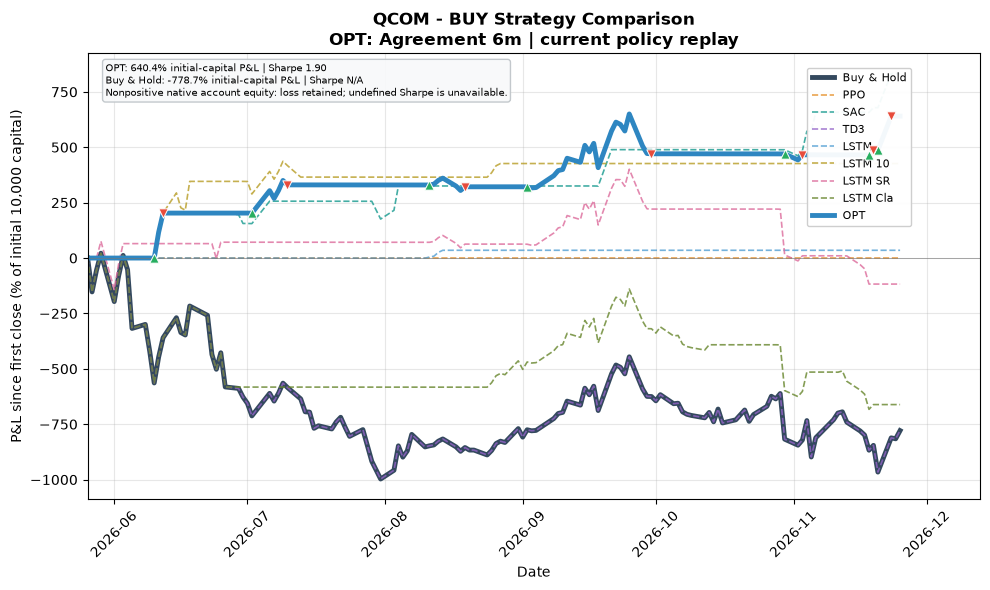 QCOM - BUY Strategy Comparison
OPT: Agreement 6m | current policy replay
OPT: 640.4% initial-capital P&L | Sharpe 1.90
Buy & Hold: -778.7% initial-capital P&L | Sharpe N/A
Nonpositive native account equity: loss retained; undefined Sharpe is unavailable.
Buy & Hold
PPO
SAC
TD3
LSTM
LSTM 10
LSTM SR
LSTM Cla
OPT
P&L since first close (% of initial 10,000 capital)
750
500
250
0
−250
−500
−750
−1000
2026-06
2026-07
2026-08
2026-09
2026-10
2026-11
2026-12
Date